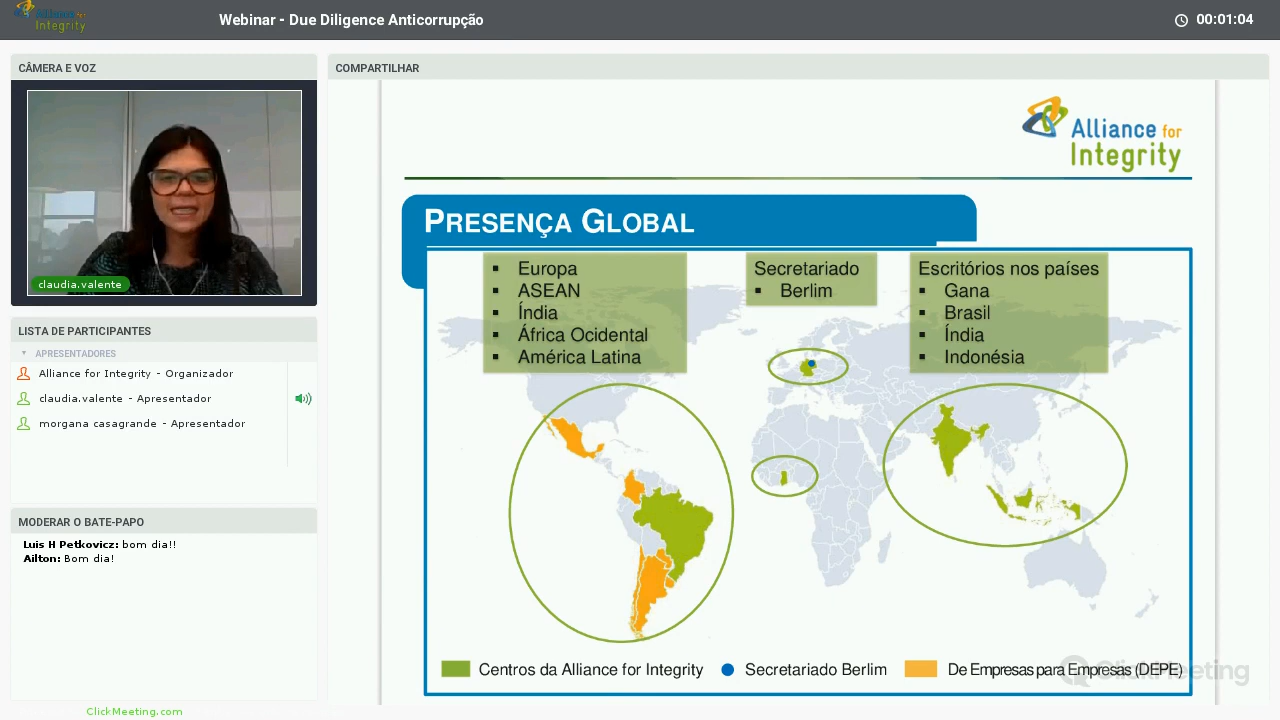 Alliance for
Integrity
Webinar - Due Diligence Anticorrupção
00:01:04
CÂMERA E VOZ
claudia.valente
LISTA DE PARTICIPANTES
APRESENTADORES
Alliance for Integrity - Organizador
claudia.valente - Apresentador
morgana casagrande - Apresentador
MODERAR O BATE-PAPO
Luis H Petkovicz: bom dia!!
Ailton: Bom dia!
ClickMeeting.com
COMPARTILHAR
Alliance for
Integrity
PRESENÇA GLOBAL
Europa
ASEAN
Índia
África Ocidental
América Latina
Secretariado
Berlim
Escritórios nos países
Gana
Brasil
Índia
Indonésia
Centros da Alliance for Integrity
Secretariado Berlim
De Empresas para Empresas (DEPE)
ClickMeeting